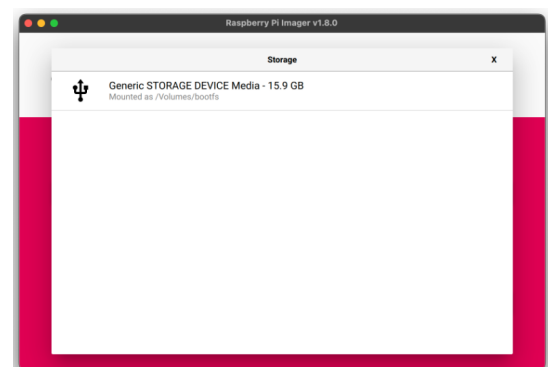 Raspberry Pi Imager v1.8.0
Storage
X
Generic STORAGE DEVICE Media - 15.9 GB
Mounted as /Volumes/bootfs